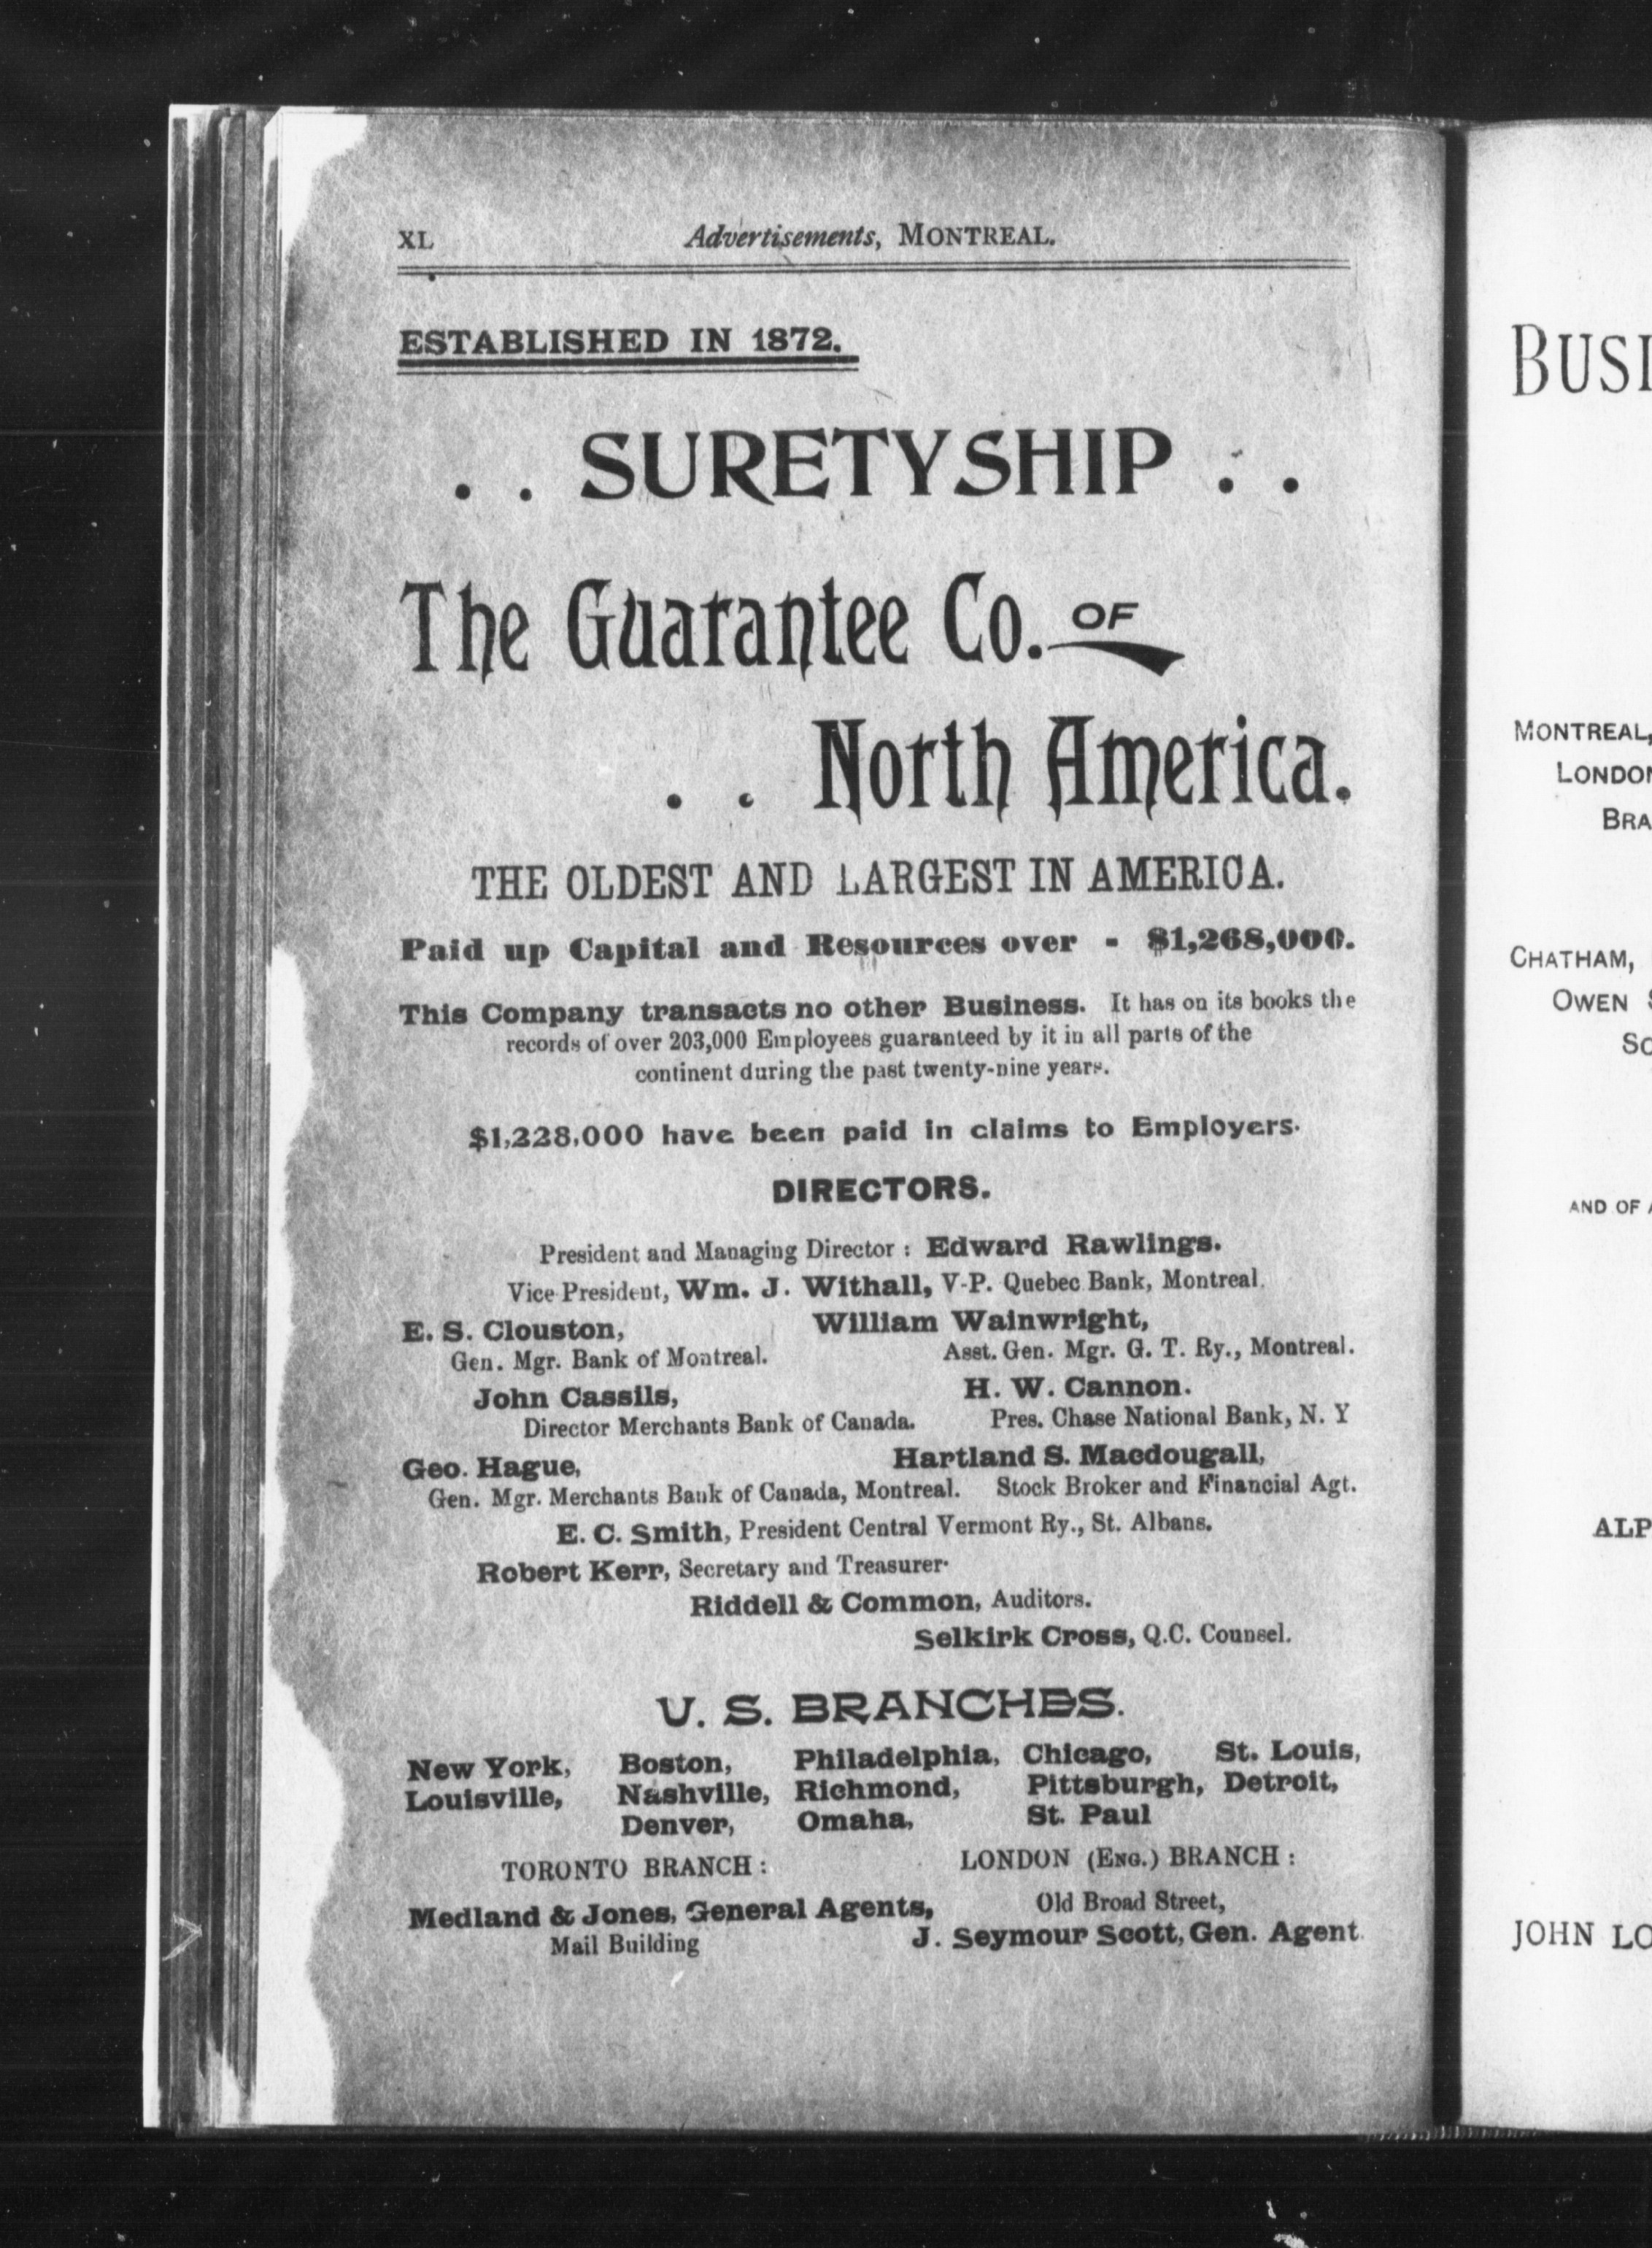 XL Advertisements, MONTREAL.
ESTABLISHED IN 1872.
. . SURETYSHIP . .
The Guarantee Co. OF
. . North America.
THE OLDEST AND LARGEST IN AMERICA.
Paid up Capital and Resources over - $1,268,000.
This Company transacts no other Business. It has on its books the
records of over 203,000 Employees guaranteed by it in all parts of the
continent during the past twenty-nine years.
$1,228,000 have been paid in claims to Employers.
DIRECTORS.
President and Managing Director : Edward Rawlings.
Vice President, Wm. J. Withall, V-P. Quebec Bank, Montreal.
E. S. Clouston, William Wainwright,
Gen. Mgr. Bank of Montreal. Asst. Gen. Mgr. G. T. Ry., Montreal.
John Cassils, H. W. Cannon.
Director Merchants Bank of Canada. Pres. Chase National Bank, N. Y
Geo. Hague, Hartland S. Macdougall,
Gen. Mgr. Merchants Bank of Canada, Montreal. Stock Broker and Financial Agt.
E. C. Smith, President Central Vermont Ry., St. Albans.
Robert Kerr, Secretary and Treasurer.
Riddell & Common, Auditors.
Selkirk Cross, Q.C. Counsel.
U. S. BRANCHES.
New York, Boston, Philadelphia, Chicago, St. Louis,
Louisville, Nashville, Richmond, Pittsburgh, Detroit,
Denver, Omaha, St. Paul
TORONTO BRANCH : LONDON (ENG.) BRANCH :
Medland & Jones, General Agents, Old Broad Street,
Mail Building J. Seymour Scott, Gen. Agent.
BUSI
MONTREAL,
LONDON
BRA
CHATHAM,
OWEN S
SO
AND OF A
ALP
JOHN LO